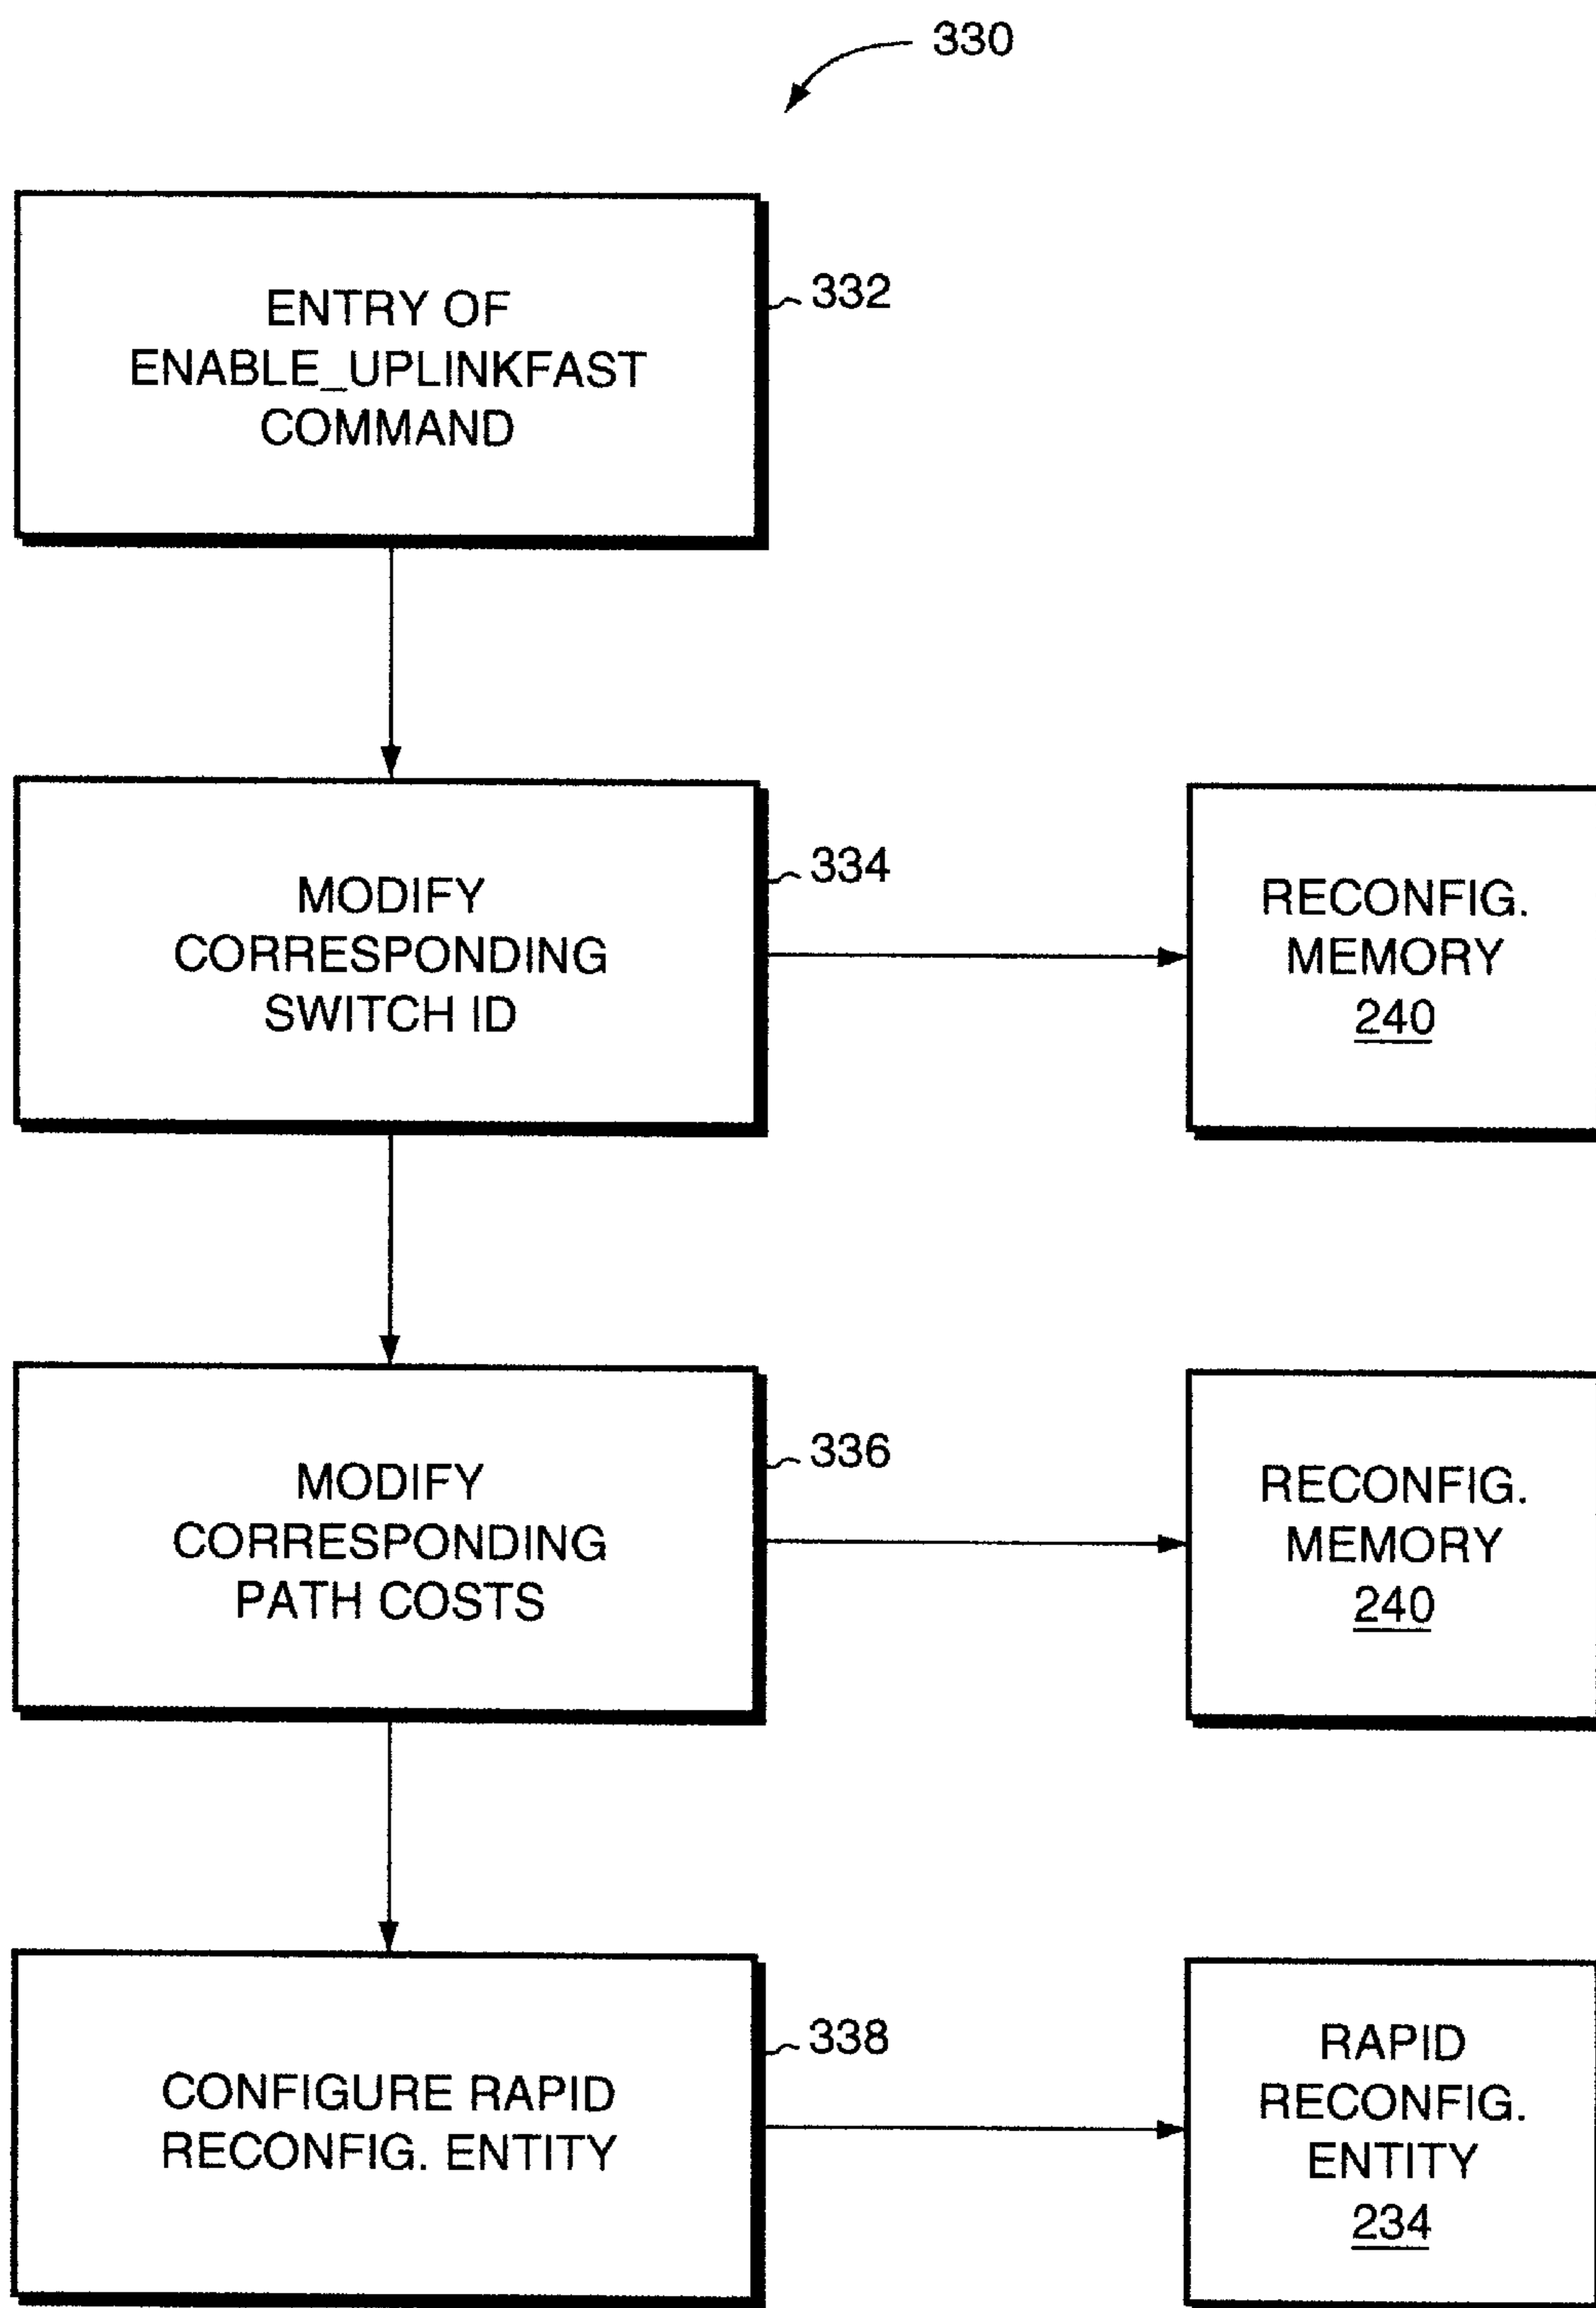 330
ENTRY OF
ENABLE_UPLINKFAST
COMMAND
332
MODIFY
CORRESPONDING
SWITCH ID
334
RECONFIG.
MEMORY
240
MODIFY
CORRESPONDING
PATH COSTS
336
RECONFIG.
MEMORY
240
CONFIGURE RAPID
RECONFIG. ENTITY
338
RAPID
RECONFIG.
ENTITY
234